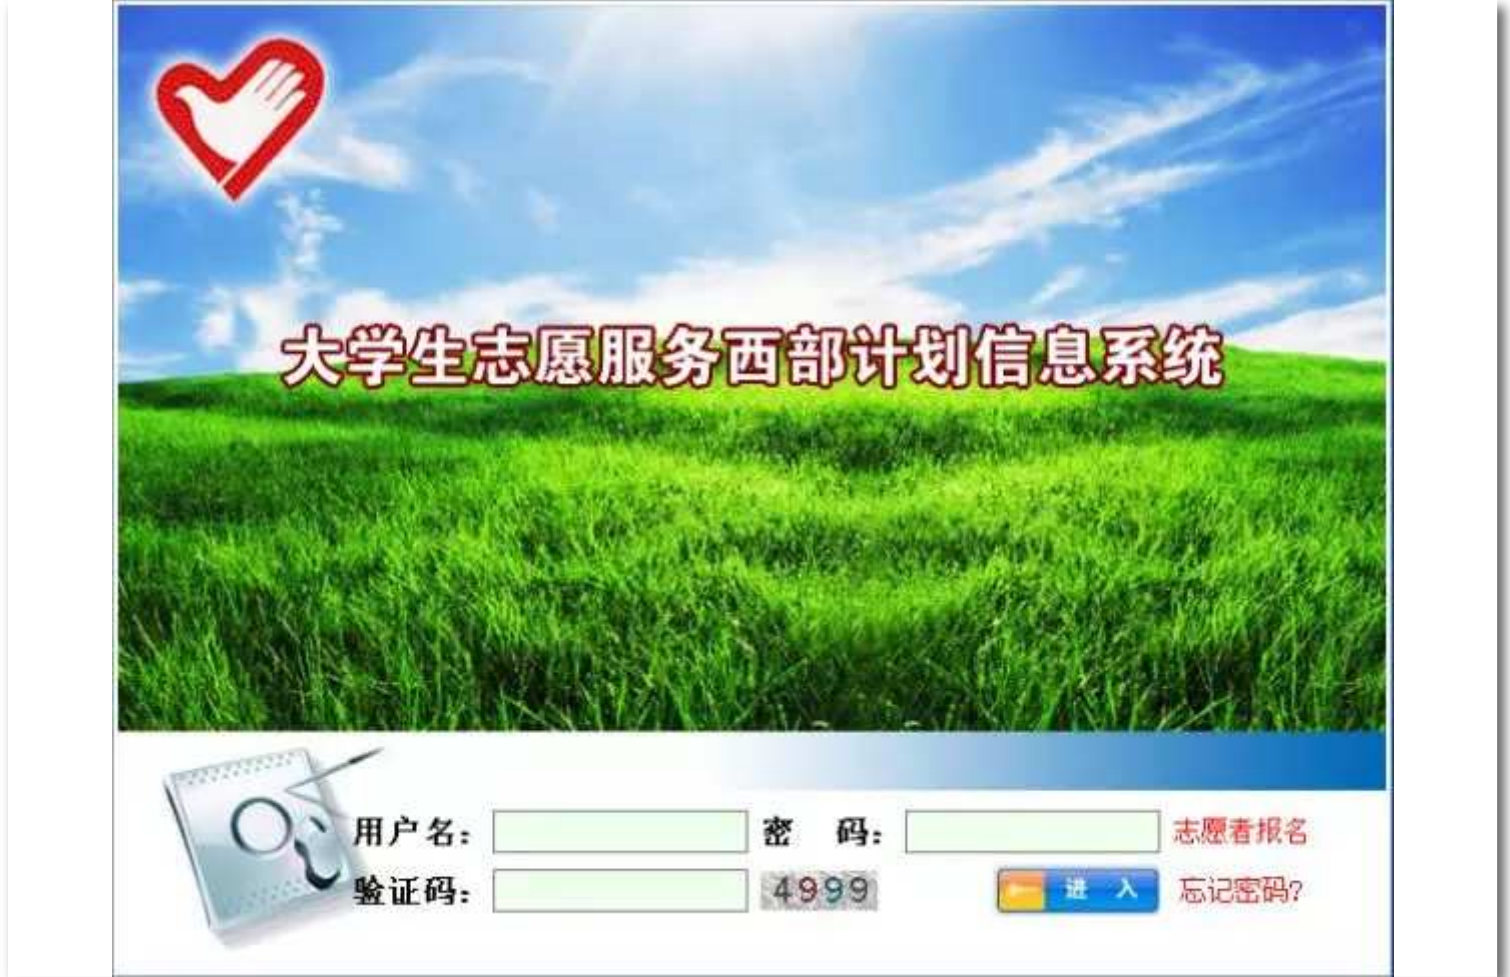 大学生志愿服务西部计划信息系统
用户名: 密 码: 志愿者报名
验证码: 4999 进 入 忘记密码?